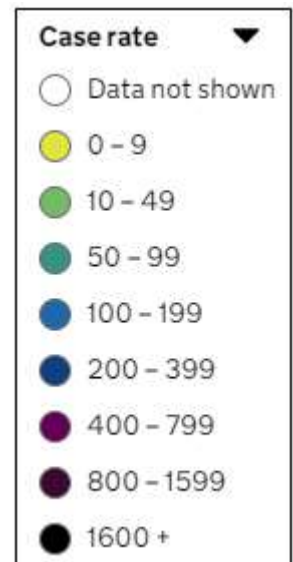 Case rate
Data not shown
0 – 9
10 – 49
50 – 99
100 – 199
200 – 399
400 – 799
800 – 1599
1600 +